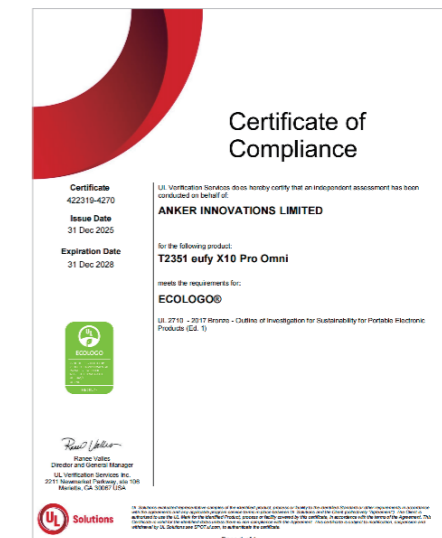 Certificate of
Compliance
Certificate
422319-4270
Issue Date
31 Dec 2025
Expiration Date
31 Dec 2028
UL Verification Services does hereby certify that an independent assessment has been
conducted on behalf of:
ANKER INNOVATIONS LIMITED
for the following product:
T2351 eufy X10 Pro Omni
meets the requirements for:
ECOLOGO®
UL 2710 - 2017 Bronze - Outline of Investigation for Sustainability for Portable Electronic
Products (Ed. 1)
UL
ECOLOGO
Ranee Valles
Director and General Manager
UL Verification Services Inc.
2211 Newmarket Parkway, ste 106
Marietta, GA 30067 USA
UL Solutions